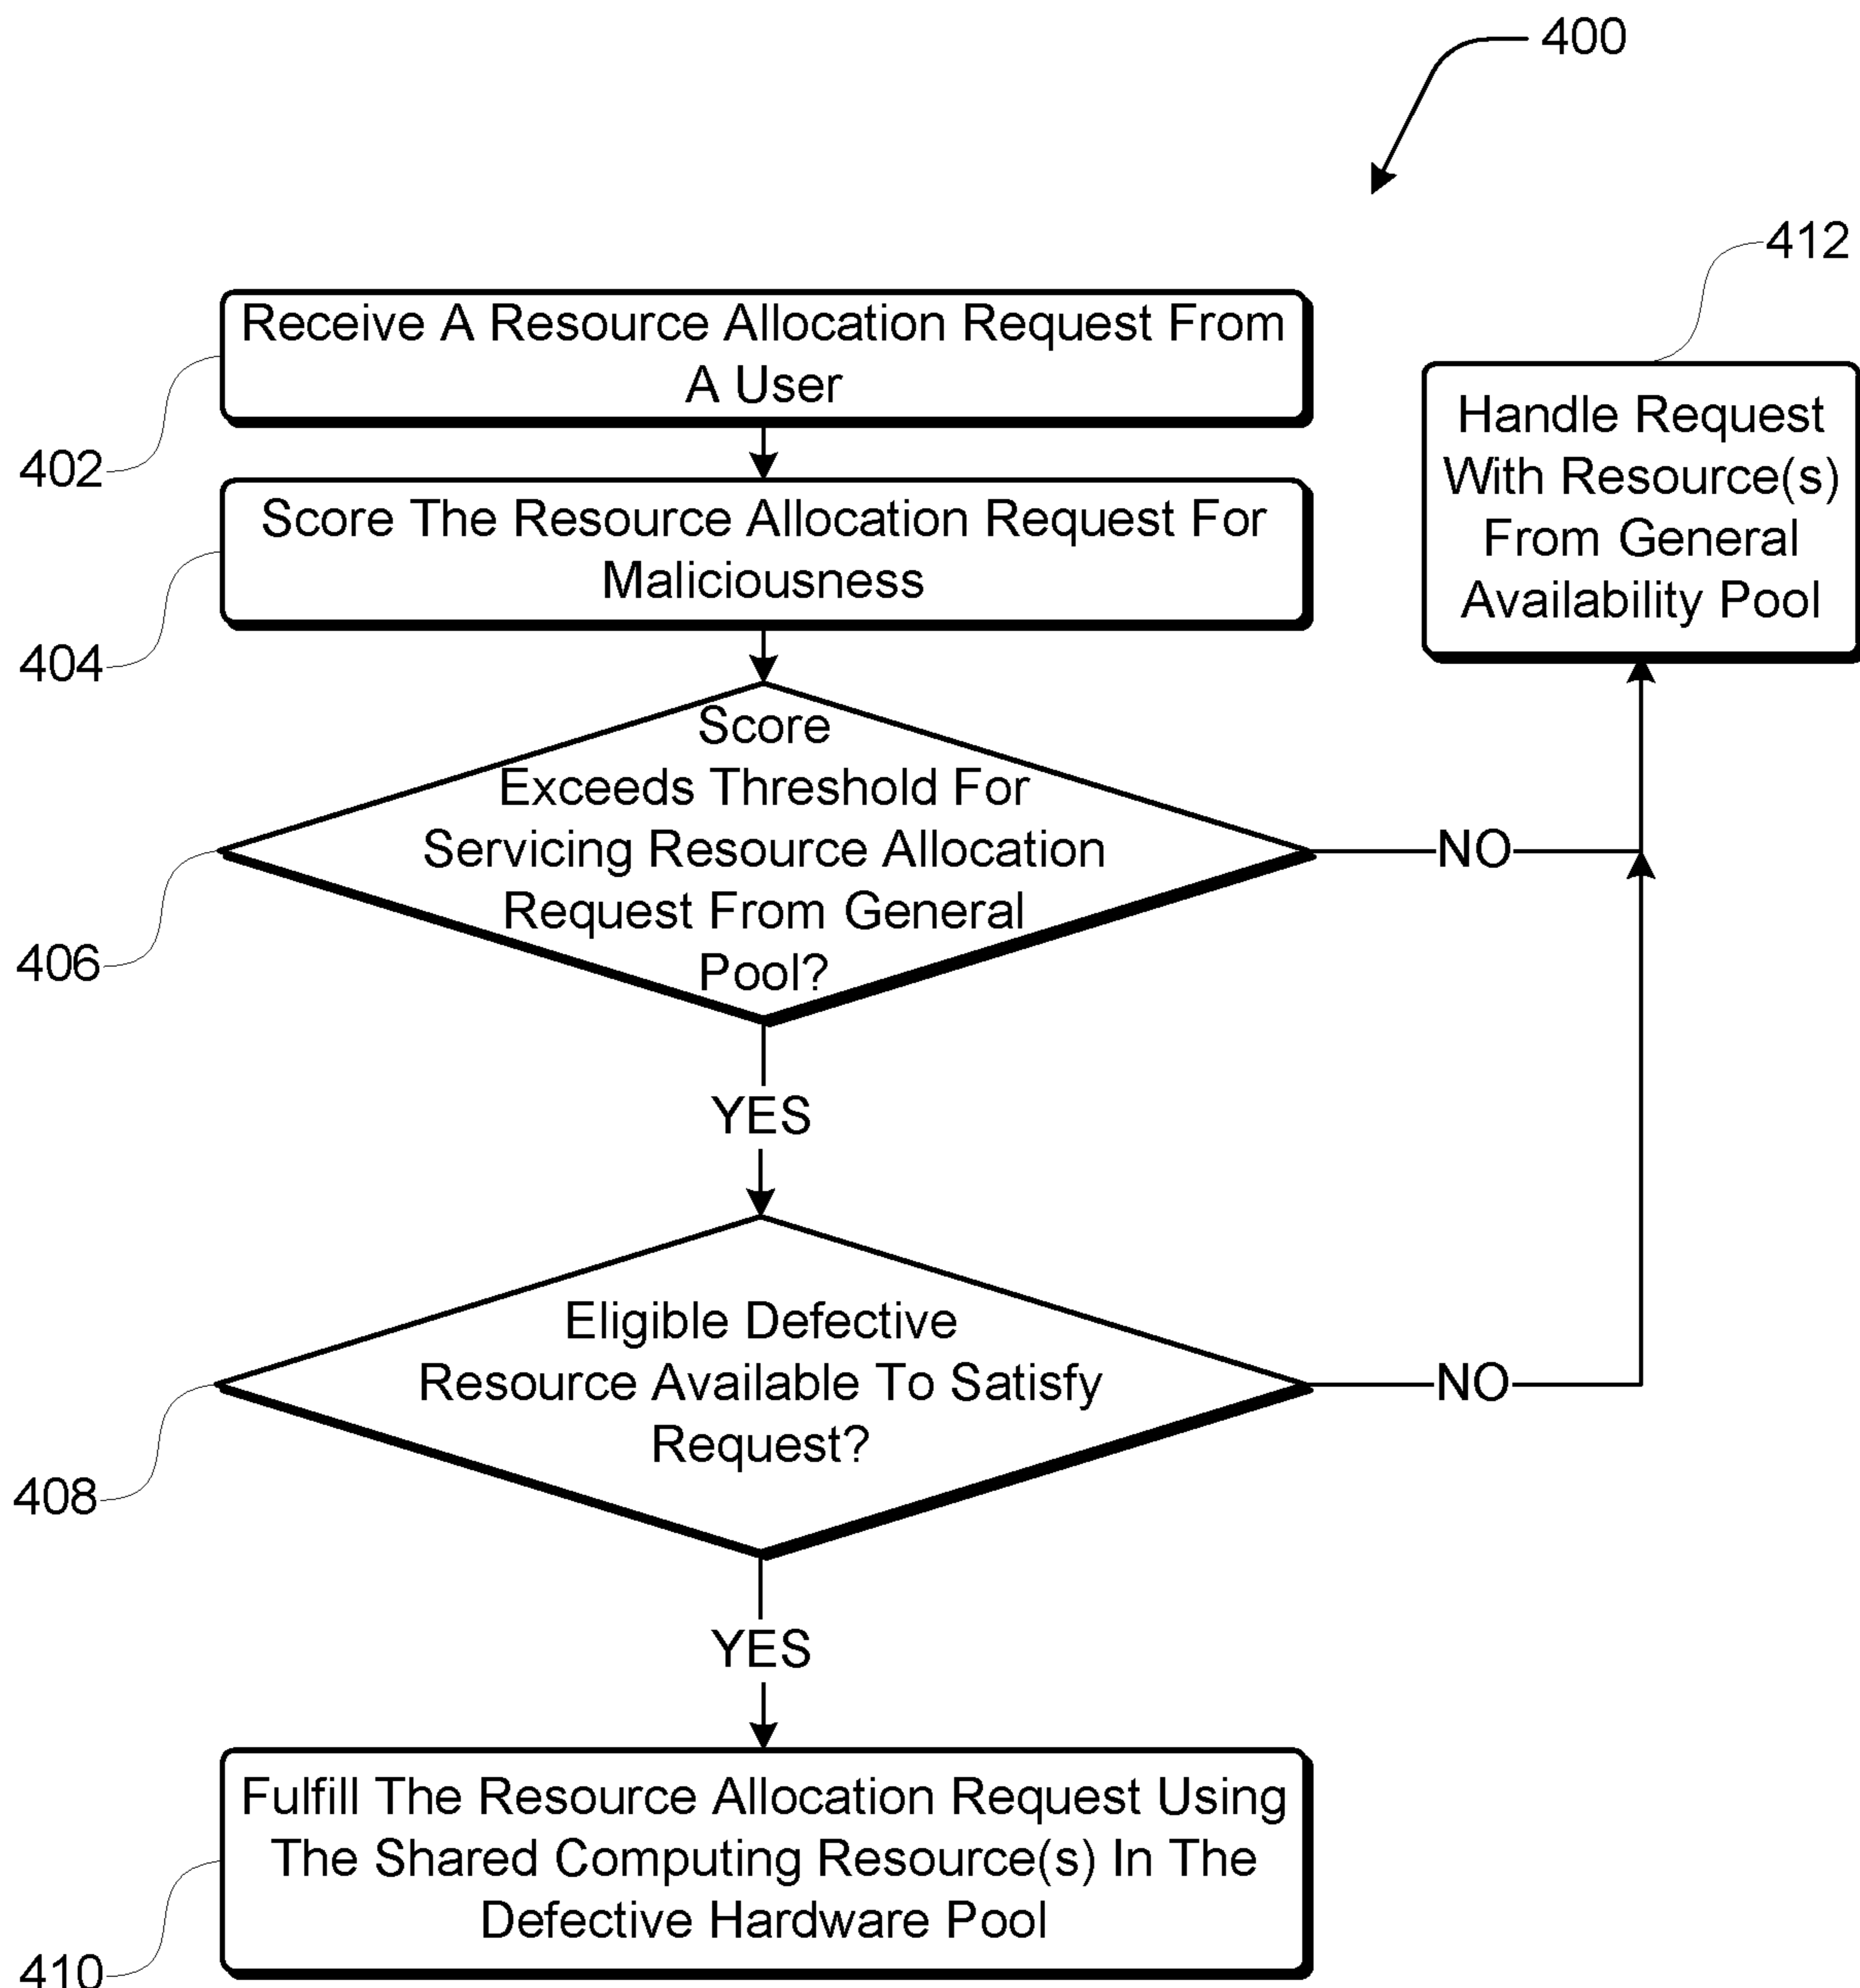 400
412
Receive A Resource Allocation Request From
A User
402
Handle Request
With Resource(s)
From General
Availability Pool
Score The Resource Allocation Request For
Maliciousness
404
Score
Exceeds Threshold For
Servicing Resource Allocation
Request From General
Pool?
NO
406
YES
Eligible Defective
Resource Available To Satisfy
Request?
NO
408
YES
Fulfill The Resource Allocation Request Using
The Shared Computing Resource(s) In The
Defective Hardware Pool
410